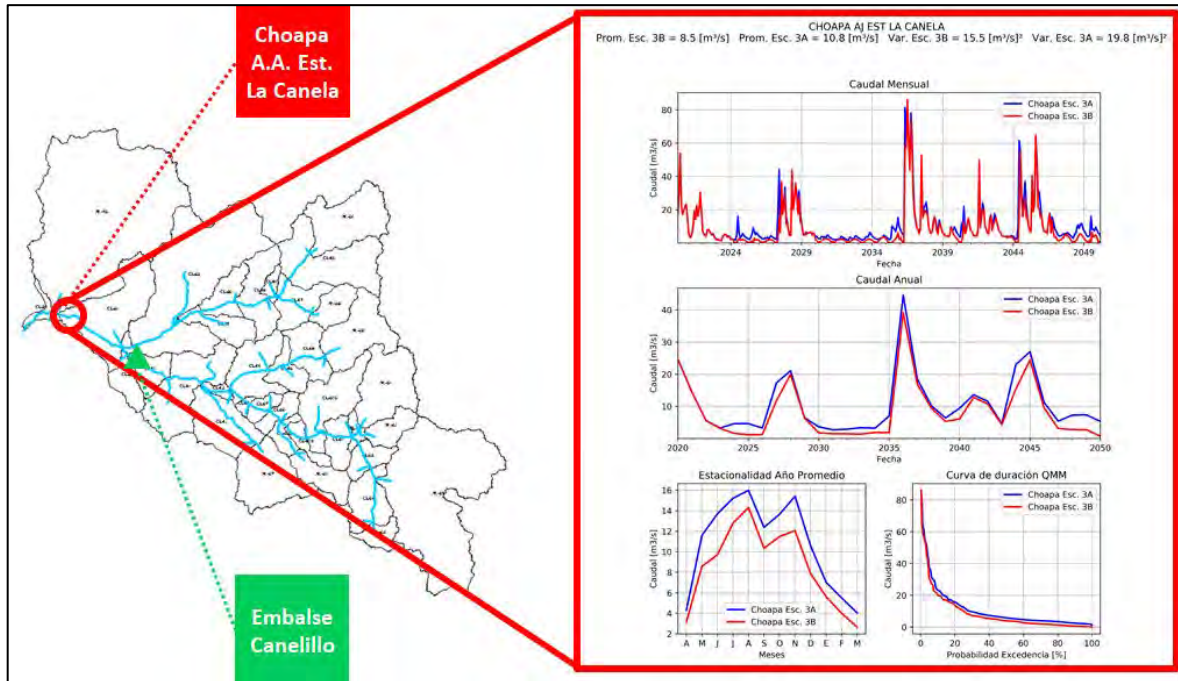 Choapa
A.A. Est.
La Canela
Embalse
Canelillo
CHOAPA AJ EST LA CANELA
Prom. Esc. 3B = 8.5 [m³/s] Prom. Esc. 3A = 10.8 [m³/s] Var. Esc. 3B = 15.5 [m³/s]² Var. Esc. 3A = 19.8 [m³/s]²
Caudal Mensual
Choapa Esc. 3A
Choapa Esc. 3B
Caudal [m3/s]
80
60
40
20
2024 2029 2034 2039 2044 2049
Fecha
Caudal Anual
Choapa Esc. 3A
Choapa Esc. 3B
Caudal [m3/s]
40
30
20
10
2020 2025 2030 2035 2040 2045 2050
Fecha
Estacionalidad Año Promedio
Caudal [m3/s]
16
14
12
10
8
6
4
2
Choapa Esc. 3A
Choapa Esc. 3B
A M J J A S O N D E F M
Meses
Curva de duración QMM
Choapa Esc. 3A
Choapa Esc. 3B
Caudal [m3/s]
80
60
40
20
0
0 20 40 60 80 100
Probabilidad Excedencia [%]